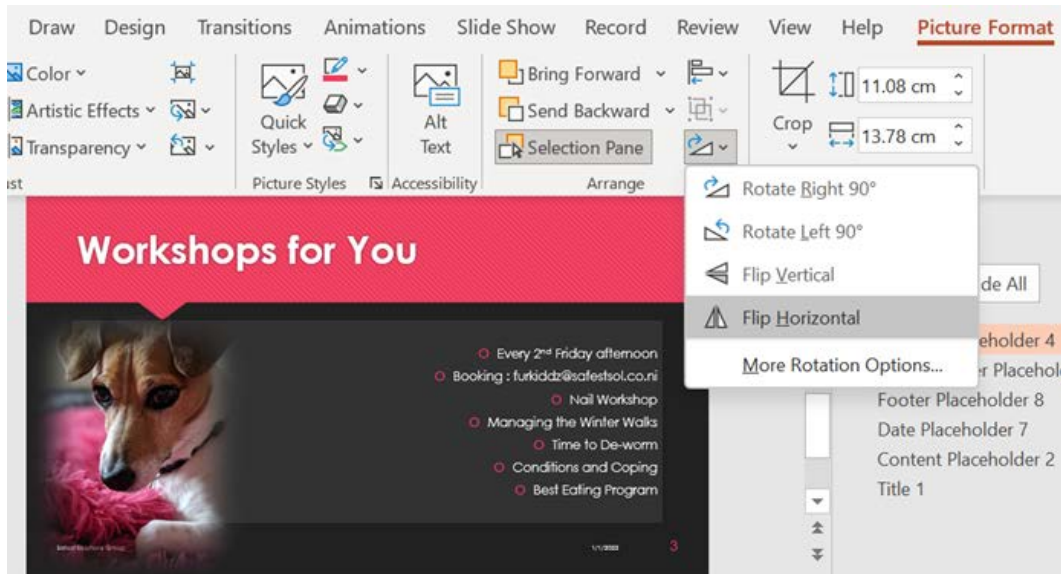 Draw Design Transitions Animations Slide Show Record Review View Help Picture Format
Color
Artistic Effects
Transparency
Quick Styles
Alt Text
Bring Forward
Send Backward
Selection Pane
Crop
11.08 cm
13.78 cm
ast
Picture Styles
Accessibility
Arrange
Rotate Right 90°
Rotate Left 90°
Flip Vertical
Flip Horizontal
More Rotation Options...
de All
eholder 4
r Placehol
Footer Placeholder 8
Date Placeholder 7
Content Placeholder 2
Title 1
Workshops for You
Every 2nd Friday afternoon
Booking : furkiddz@safestsol.co.ni
Nail Workshop
Managing the Winter Walks
Time to De-worm
Conditions and Coping
Best Eating Program
3